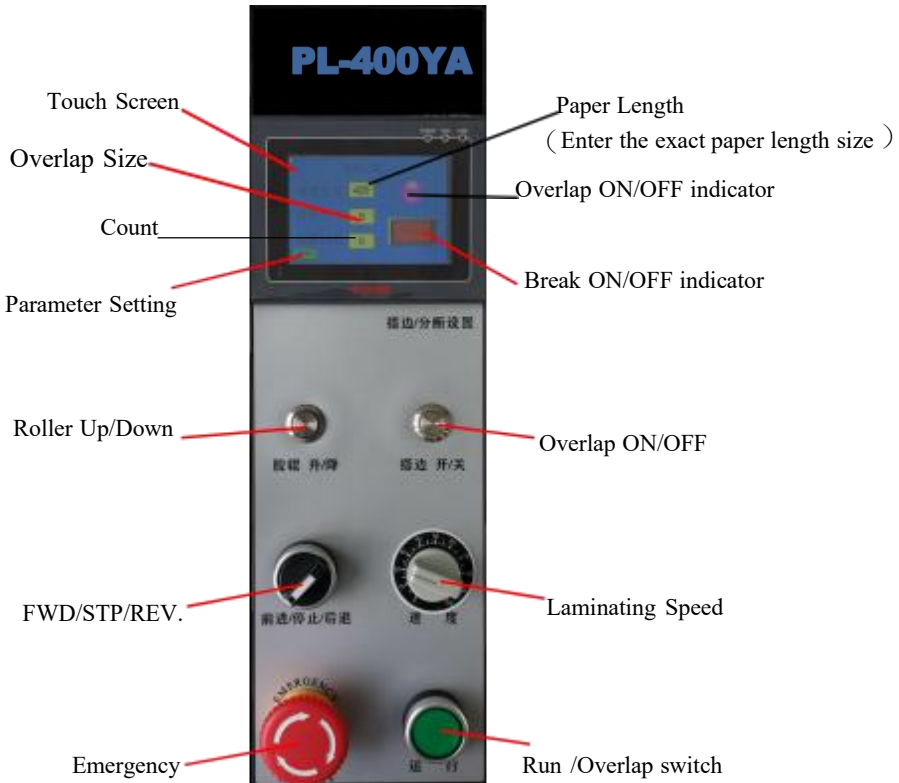 PL-400YA
Touch Screen
Paper Length
（Enter the exact paper length size ）
Overlap Size
Overlap ON/OFF indicator
Count
Break ON/OFF indicator
Parameter Setting
搭边/分断设置
Roller Up/Down
Overlap ON/OFF
胶辊 升/降
搭边 开/关
FWD/STP/REV.
Laminating Speed
前进/停止/后退
速 度
EMERGENCY
Emergency
Run /Overlap switch
运 行